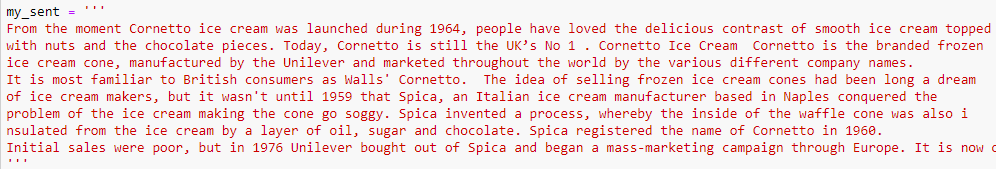 my_sent = '''
From the moment Cornetto ice cream was launched during 1964, people have loved the delicious contrast of smooth ice cream topped
with nuts and the chocolate pieces. Today, Cornetto is still the UK’s No 1 . Cornetto Ice Cream  Cornetto is the branded frozen
ice cream cone, manufactured by the Unilever and marketed throughout the world by the various different company names.
It is most familiar to British consumers as Walls' Cornetto.  The idea of selling frozen ice cream cones had been long a dream
of ice cream makers, but it wasn't until 1959 that Spica, an Italian ice cream manufacturer based in Naples conquered the
problem of the ice cream making the cone go soggy. Spica invented a process, whereby the inside of the waffle cone was also i
nsulated from the ice cream by a layer of oil, sugar and chocolate. Spica registered the name of Cornetto in 1960.
Initial sales were poor, but in 1976 Unilever bought out of Spica and began a mass-marketing campaign through Europe. It is now
'''